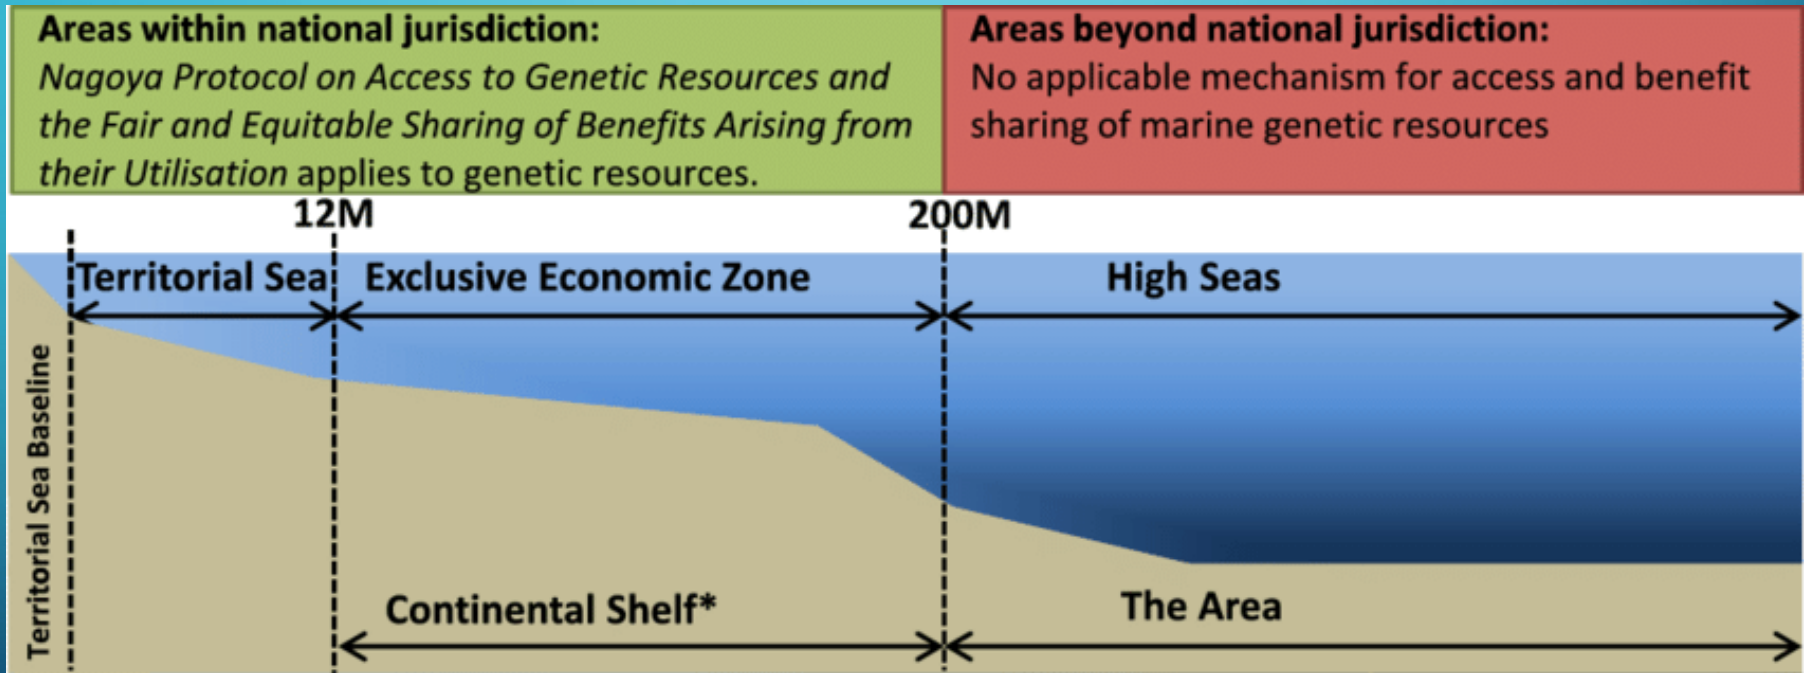 Areas within national jurisdiction:
Nagoya Protocol on Access to Genetic Resources and
the Fair and Equitable Sharing of Benefits Arising from
their Utilisation applies to genetic resources.
Areas beyond national jurisdiction:
No applicable mechanism for access and benefit
sharing of marine genetic resources
12M
200M
Territorial Sea
Exclusive Economic Zone
High Seas
Territorial Sea Baseline
Continental Shelf*
The Area